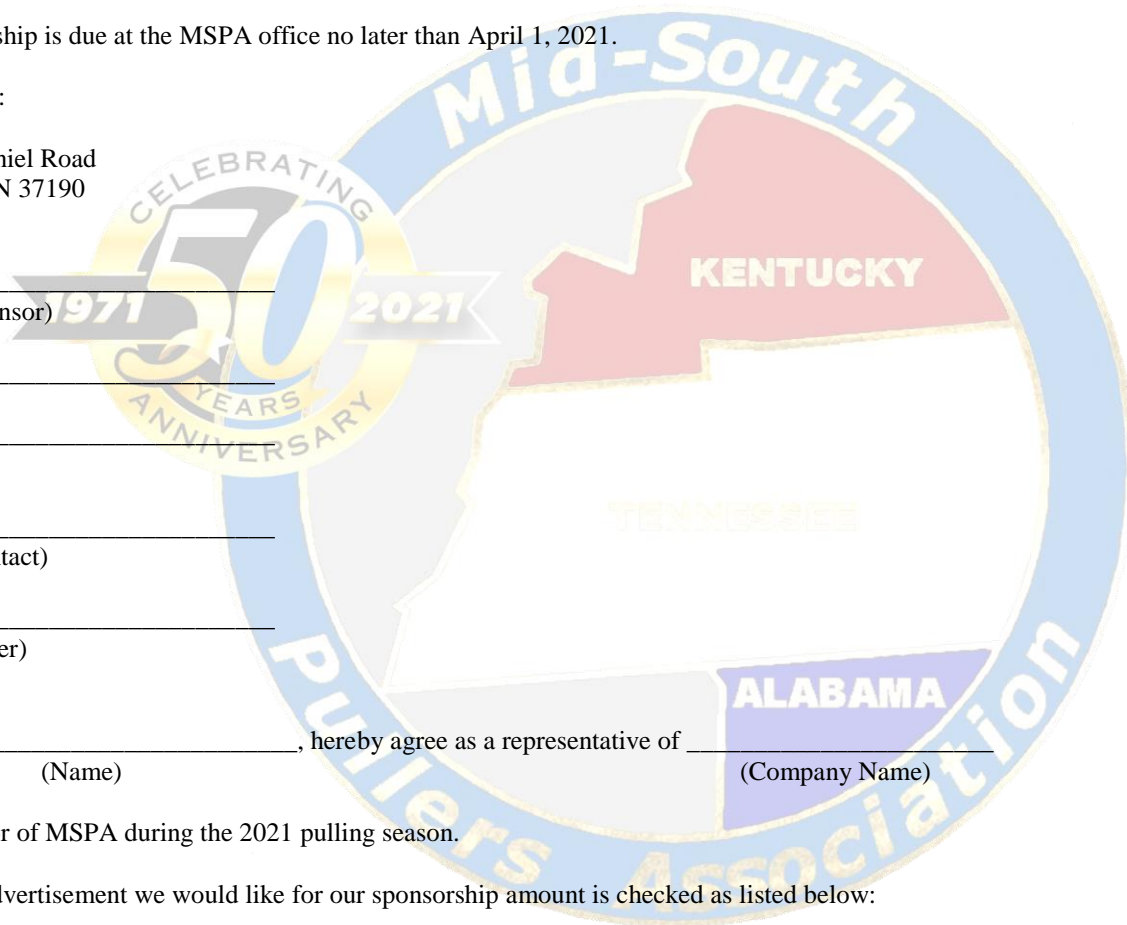 ship is due at the MSPA office no later than April 1, 2021.
:
niel Road
N 37190
nsor)
tact)
er)
______________________, hereby agree as a representative of ______________________
(Name) (Company Name)
r of MSPA during the 2021 pulling season.
dvertisement we would like for our sponsorship amount is checked as listed below:
Mid-South
KENTUCKY
TENNESSEE
ALABAMA
Pullers Association
CELEBRATING
50
1971 2021
YEARS
ANNIVERSARY